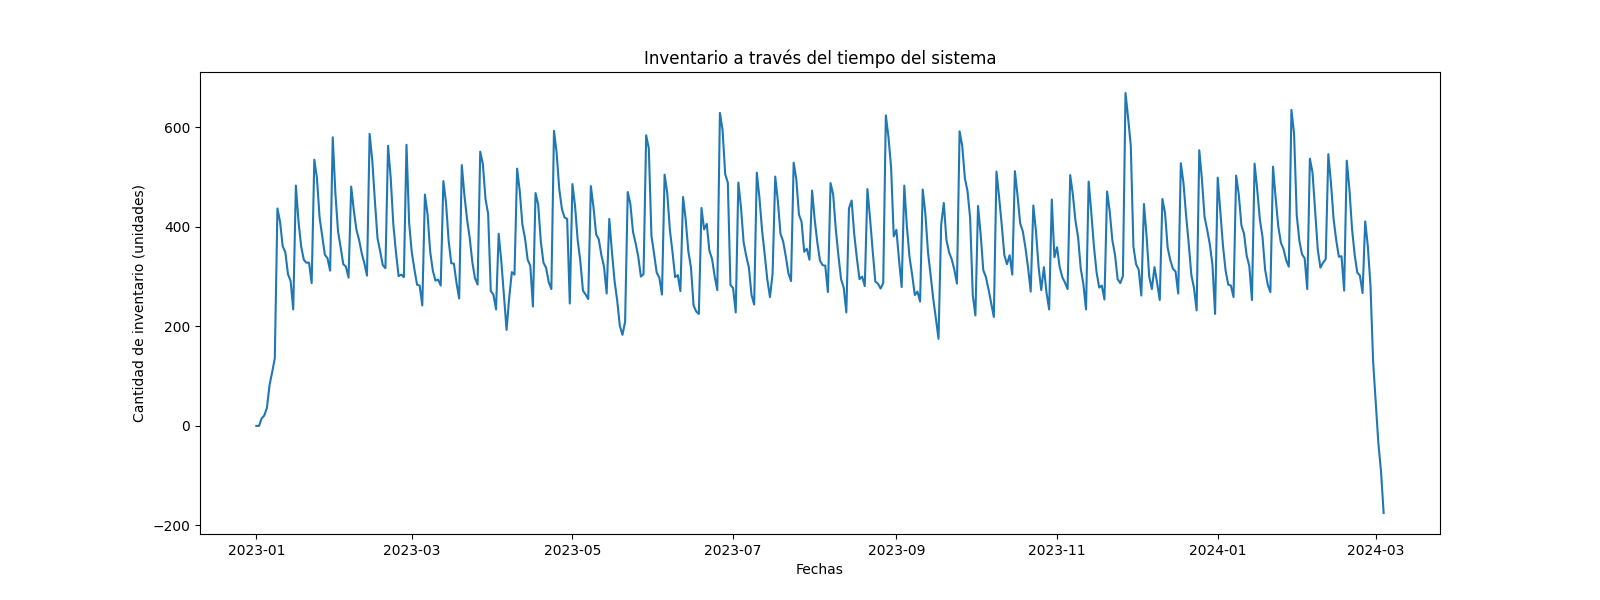 Inventario a través del tiempo del sistema
Cantidad de inventario (unidades)
600
400
200
0
−200
2023-01 2023-03 2023-05 2023-07 2023-09 2023-11 2024-01 2024-03
Fechas